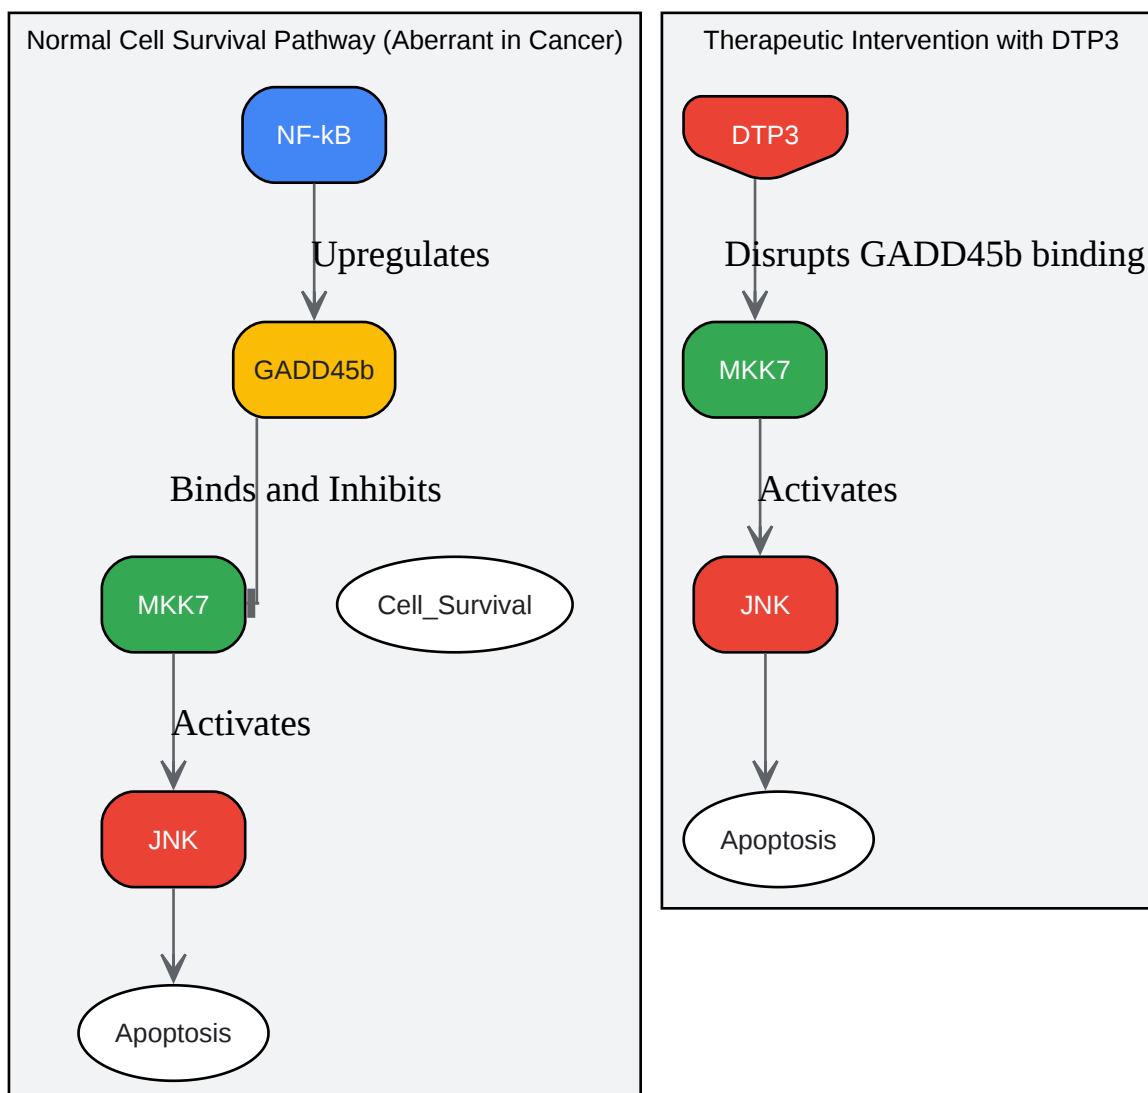 Normal Cell Survival Pathway (Aberrant in Cancer)
NF-kB
Upregulates
GADD45b
Binds and Inhibits
MKK7
Cell_Survival
Activates
JNK
Apoptosis
Therapeutic Intervention with DTP3
DTP3
Disrupts GADD45b binding
MKK7
Activates
JNK
Apoptosis